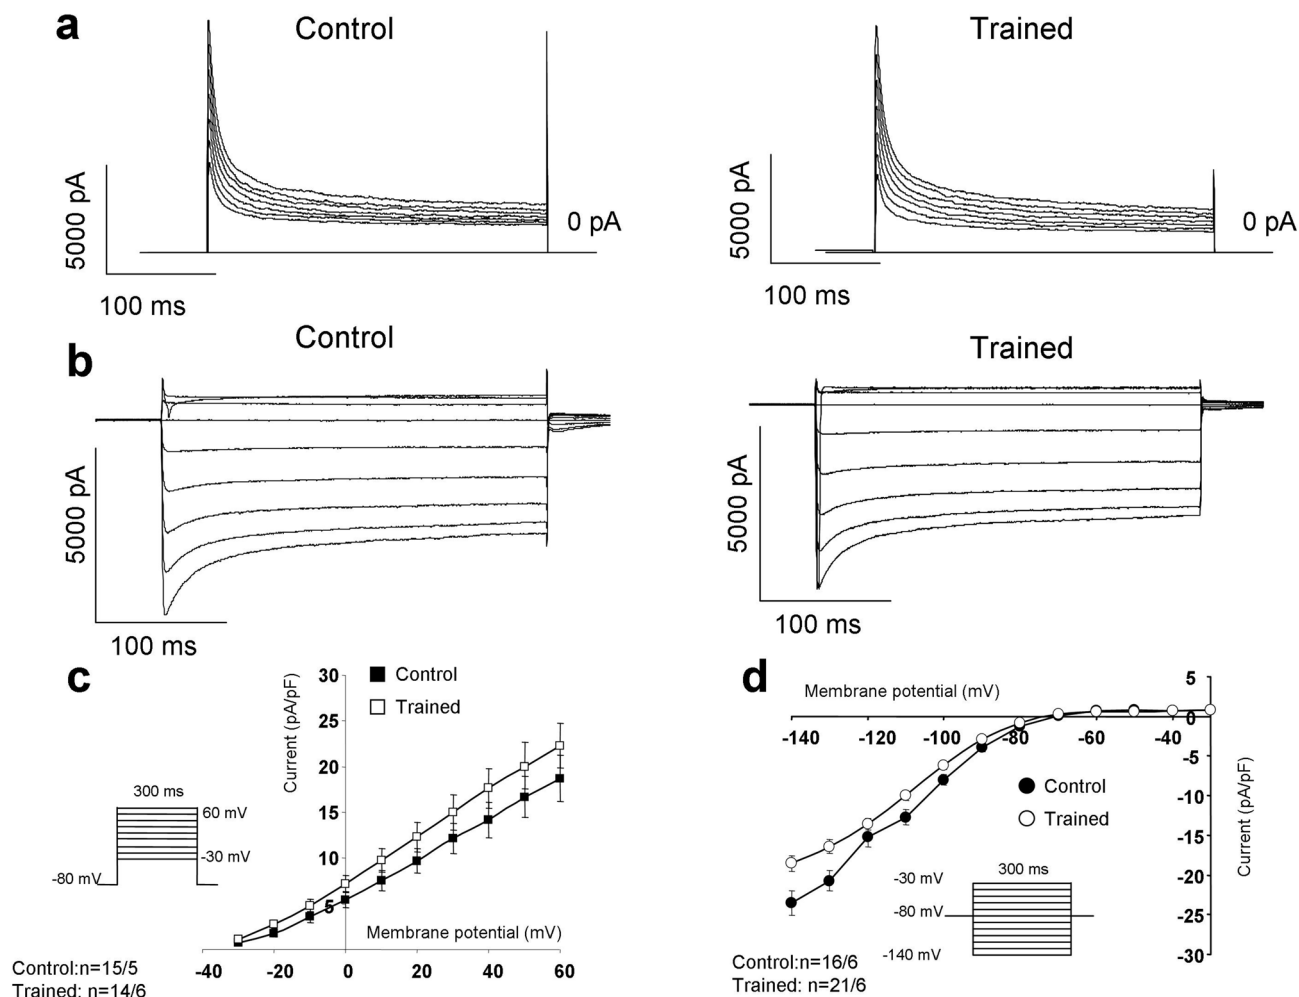 a
Control
Trained
5000 pA
0 pA
100 ms
5000 pA
0 pA
100 ms
b
Control
Trained
5000 pA
100 ms
5000 pA
100 ms
c
Control
Trained
Current (pA/pF)
30
25
20
15
10
5
300 ms
60 mV
-30 mV
-80 mV
Membrane potential (mV)
-40
-20
0
20
40
60
Control:n=15/5
Trained: n=14/6
d
Membrane potential (mV)
5
0
-5
-10
-15
-20
-25
-30
-140
-120
-100
-80
-60
-40
Current (pA/pF)
Control
Trained
300 ms
-30 mV
-80 mV
-140 mV
Control:n=16/6
Trained: n=21/6